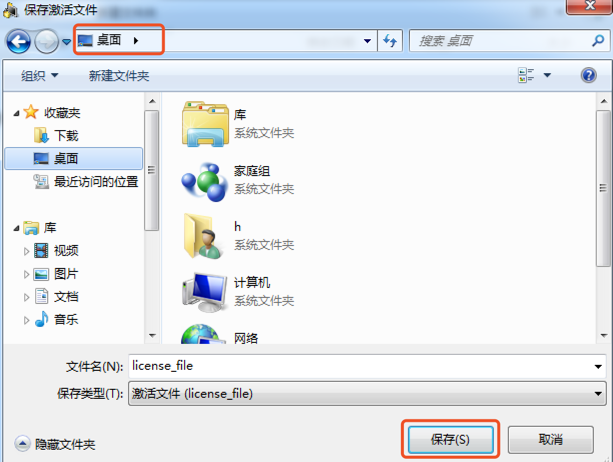 保存激活文件
桌面
搜索 桌面
组织 新建文件夹
收藏夹
下载
桌面
最近访问的位置
库
视频
图片
文档
音乐
库
系统文件夹
家庭组
系统文件夹
h
系统文件夹
计算机
系统文件夹
网络
文件名(N): license_file
保存类型(T): 激活文件 (license_file)
隐藏文件夹 保存(S) 取消